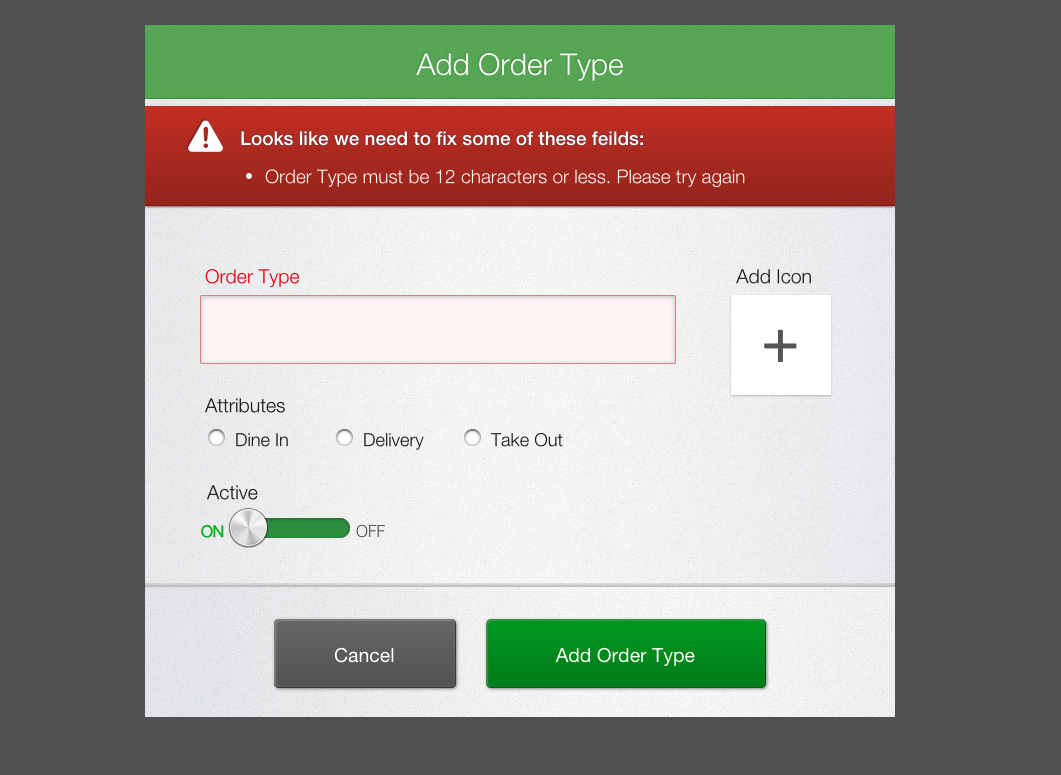 Add Order Type
Looks like we need to fix some of these feilds:
• Order Type must be 12 characters or less. Please try again
Order Type
Add Icon
Attributes
Dine In
Delivery
Take Out
Active
ON
OFF
Cancel
Add Order Type